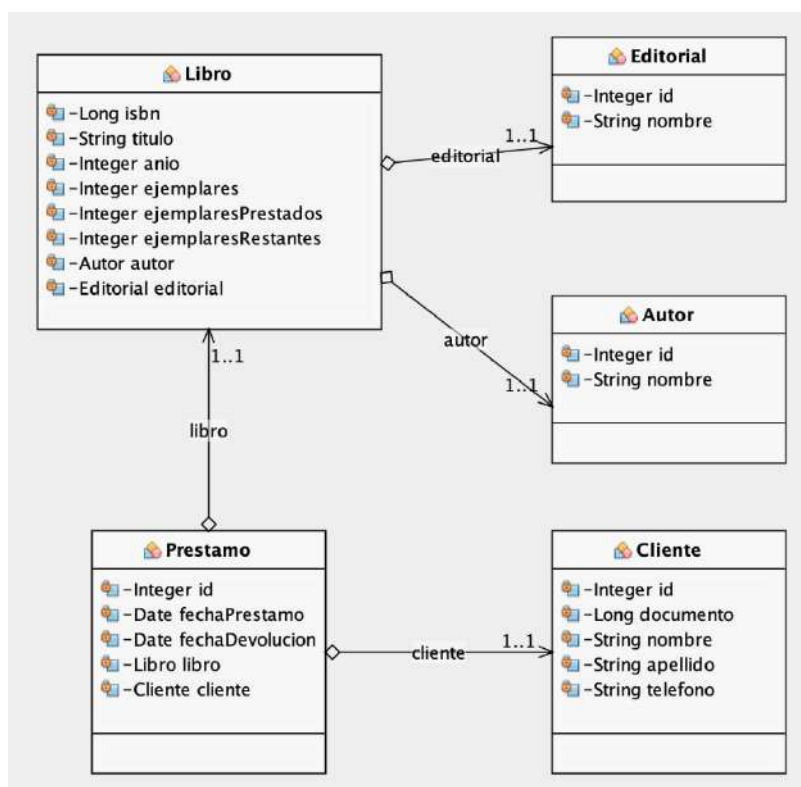 Libro
-Long isbn
-String titulo
-Integer anio
-Integer ejemplares
-Integer ejemplaresPrestados
-Integer ejemplaresRestantes
-Autor autor
-Editorial editorial
Editorial
-Integer id
-String nombre
1..1
editorial
autor
1..1
Autor
-Integer id
-String nombre
1..1
libro
Prestamo
-Integer id
-Date fechaPrestamo
-Date fechaDevolucion
-Libro libro
-Cliente cliente
cliente
1..1
Cliente
-Integer id
-Long documento
-String nombre
-String apellido
-String telefono